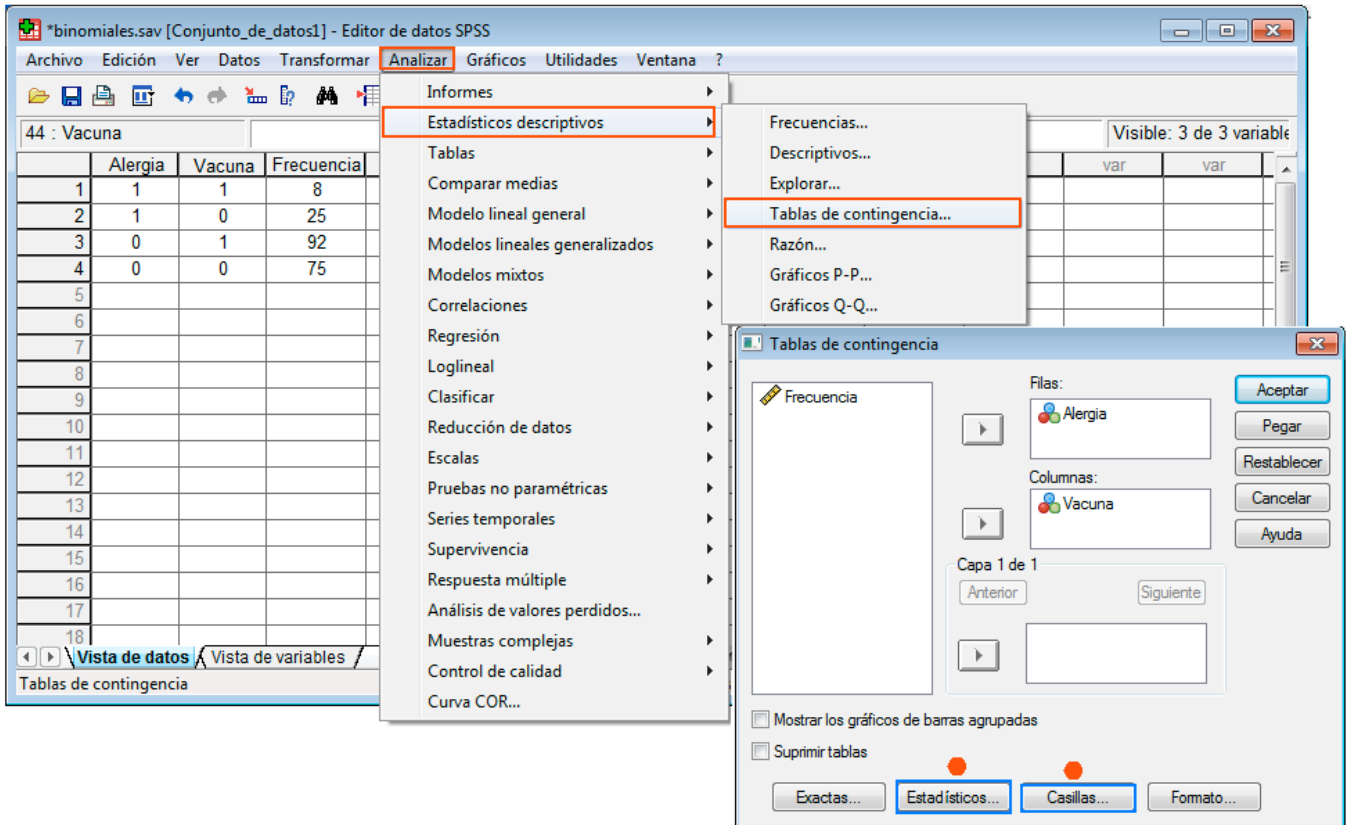 *binomiales.sav [Conjunto_de_datos1] - Editor de datos SPSS
Archivo Edición Ver Datos Transformar Analizar Gráficos Utilidades Ventana ?
44 : Vacuna
Visible: 3 de 3 variable
Alergia Vacuna Frecuencia var var
1 1 1 8
2 1 0 25
3 0 1 92
4 0 0 75
5
6
7
8
9
10
11
12
13
14
15
16
17
18
Vista de datos Vista de variables
Tablas de contingencia
Informes
Estadísticos descriptivos
Tablas
Comparar medias
Modelo lineal general
Modelos lineales generalizados
Modelos mixtos
Correlaciones
Regresión
Loglineal
Clasificar
Reducción de datos
Escalas
Pruebas no paramétricas
Series temporales
Supervivencia
Respuesta múltiple
Análisis de valores perdidos...
Muestras complejas
Control de calidad
Curva COR...
Frecuencias...
Descriptivos...
Explorar...
Tablas de contingencia...
Razón...
Gráficos P-P...
Gráficos Q-Q...
Tablas de contingencia
Frecuencia
Filas:
Alergia
Columnas:
Vacuna
Capa 1 de 1
Anterior Siguiente
Aceptar
Pegar
Restablecer
Cancelar
Ayuda
Mostrar los gráficos de barras agrupadas
Suprimir tablas
Exactas... Estadísticos... Casillas... Formato...